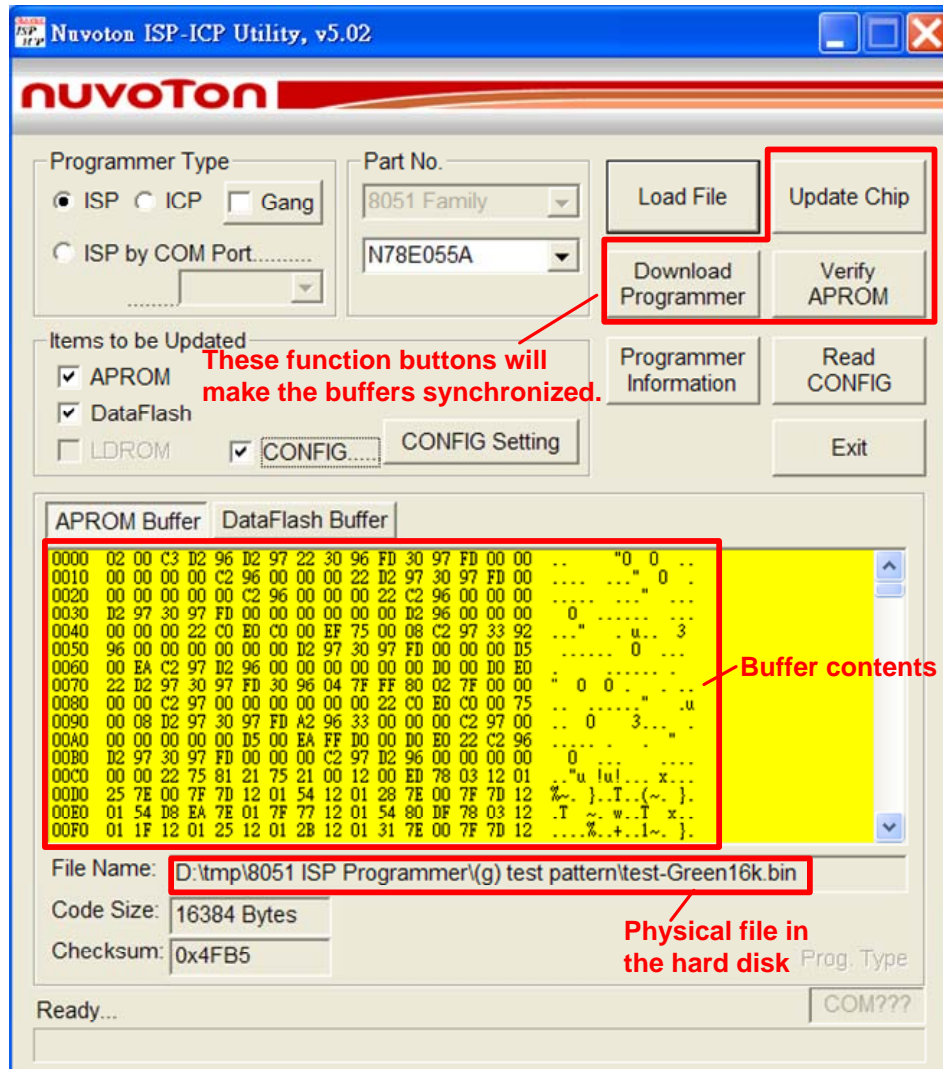 Nuvoton ISP-ICP Utility, v5.02
nuvoTon
Programmer Type
ISP ICP Gang
ISP by COM Port..........
.........
Part No.
8051 Family
N78E055A
Load File
Update Chip
Download
Programmer
Verify
APROM
Programmer
Information
Read
CONFIG
Exit
Items to be Updated
APROM
DataFlash
LDROM CONFIG..... CONFIG Setting
These function buttons will
make the buffers synchronized.
APROM Buffer DataFlash Buffer
0000 02 00 C3 D2 96 D2 97 22 30 96 FD 30 97 FD 00 00 .. "0 0 ..
0010 00 00 00 00 C2 96 00 00 00 22 D2 97 30 97 FD 00 .... ..." 0 .
0020 00 00 00 00 00 C2 96 00 00 00 22 C2 96 00 00 00 ..... ..." ...
0030 D2 97 30 97 FD 00 00 00 00 00 00 D2 96 00 00 00 0 ...... ...
0040 00 00 00 22 C0 E0 C0 00 EF 75 00 08 C2 97 33 92 ..." . u.. 3
0050 96 00 00 00 00 00 00 D2 97 30 97 FD 00 00 00 D5 ...... 0 ...
0060 00 EA C2 97 D2 96 00 00 00 00 00 00 D0 00 D0 E0 . ...... .
0070 22 D2 97 30 97 FD 30 96 04 7F FF 80 02 7F 00 00 " 0 0 . . ..
0080 00 00 C2 97 00 00 00 00 00 00 22 C0 E0 C0 00 75 .. ......" .u
0090 00 08 D2 97 30 97 FD A2 96 33 00 00 00 C2 97 00 .. 0 3... .
00A0 00 00 00 00 00 D5 00 EA FF D0 00 D0 E0 22 C2 96 ..... . . "
00B0 D2 97 30 97 FD 00 00 00 C2 97 D2 96 00 00 00 00 0 ... ....
00C0 00 00 22 75 81 21 75 21 00 12 00 ED 78 03 12 01 .."u !u!... x...
00D0 25 7E 00 7F 7D 12 01 54 12 01 28 7E 00 7F 7D 12 %~. }..T..(~. }.
00E0 01 54 D8 EA 7E 01 7F 77 12 01 54 80 DF 78 03 12 .T ~. w..T x..
00F0 01 1F 12 01 25 12 01 2B 12 01 31 7E 00 7F 7D 12 ....%..+..1~. }.
Buffer contents
File Name: D:\tmp\8051 ISP Programmer\(g) test pattern\test-Green16k.bin
Code Size: 16384 Bytes
Checksum: 0x4FB5
Physical file in
the hard disk
Prog. Type
Ready...
COM???